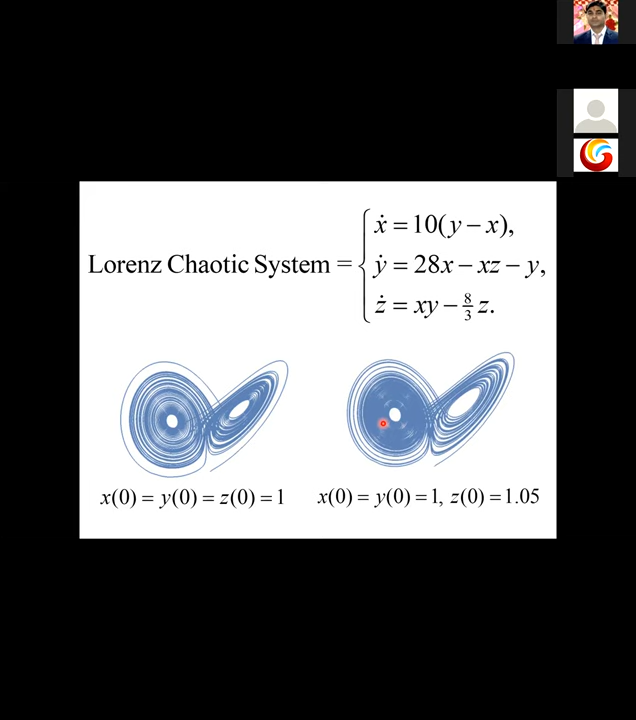 ẋ = 10(y − x),
Lorenz Chaotic System = { ẏ = 28x − xz − y,
ż = xy − 8/3 z.
x(0) = y(0) = z(0) = 1
x(0) = y(0) = 1, z(0) = 1.05